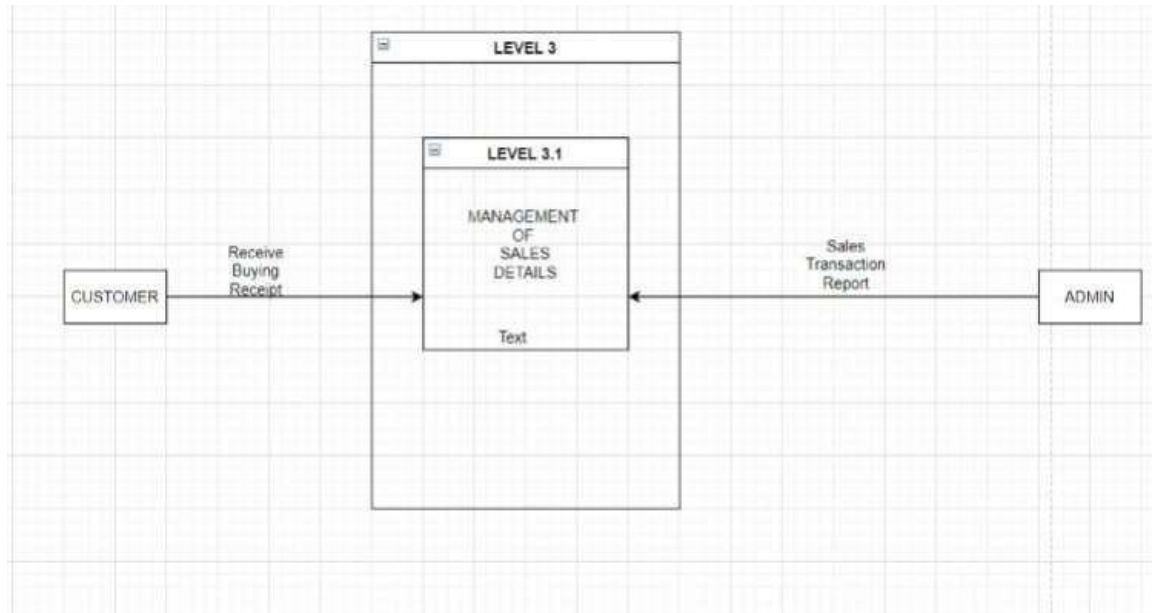 LEVEL 3
LEVEL 3.1
MANAGEMENT
OF
SALES
DETAILS
Text
CUSTOMER
Receive
Buying
Receipt
Sales
Transaction
Report
ADMIN